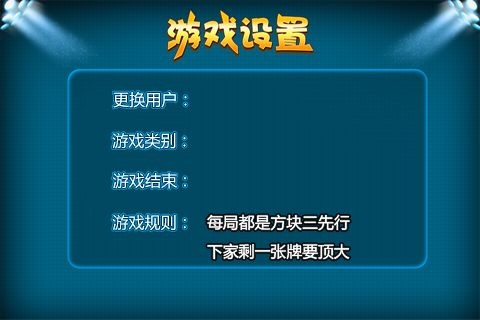 游戏设置
更换用户：
游戏类别：
游戏结束：
游戏规则： 每局都是方块三先行
下家剩一张牌要顶大